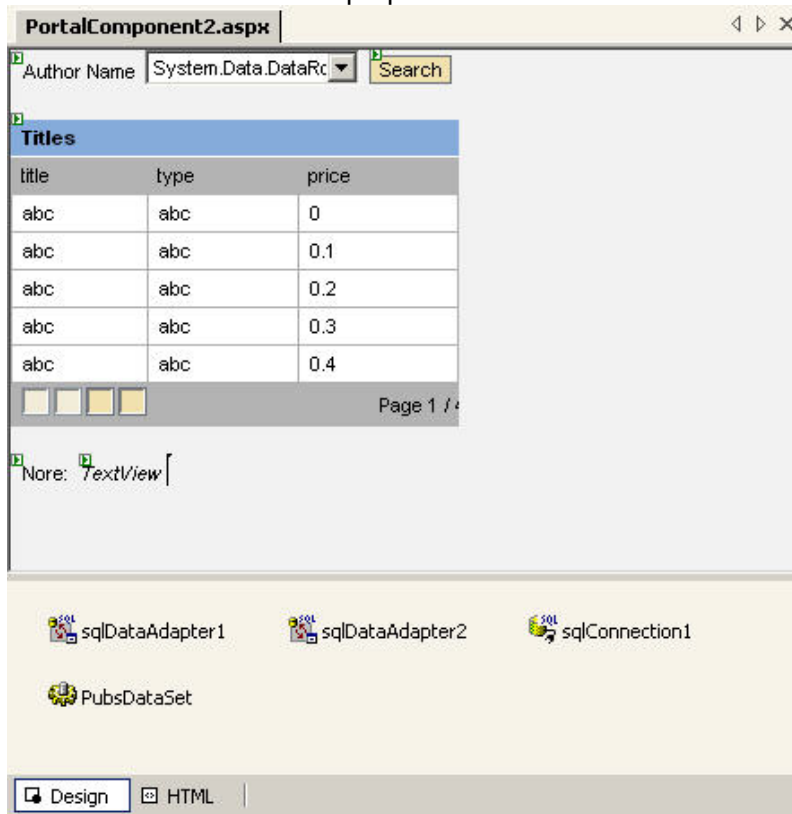 PortalComponent2.aspx
Author Name System.Data.DataRo Search
Titles
title type price
abc abc 0
abc abc 0.1
abc abc 0.2
abc abc 0.3
abc abc 0.4
Page 1 / 4
Nore: TextView
sqlDataAdapter1 sqlDataAdapter2 sqlConnection1
PubsDataSet
Design HTML